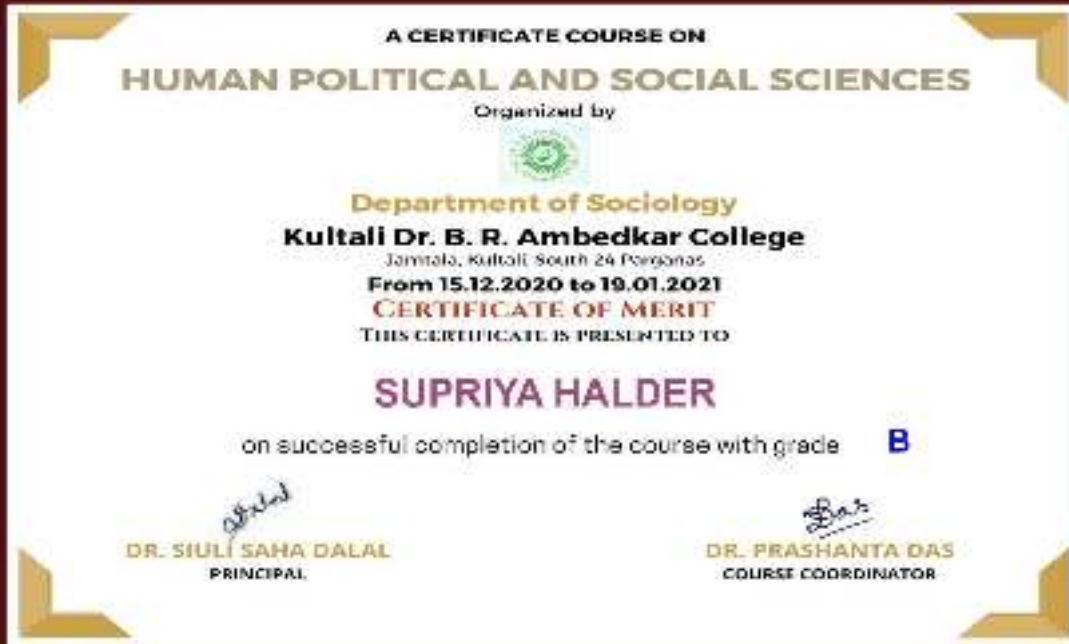 A CERTIFICATE COURSE ON
HUMAN POLITICAL AND SOCIAL SCIENCES
Organized by
Department of Sociology
Kultali Dr. B. R. Ambedkar College
Jamtala, Kultali, South 24 Parganas
From 15.12.2020 to 19.01.2021
CERTIFICATE OF MERIT
THIS CERTIFICATE IS PRESENTED TO
SUPRIYA HALDER
on successful completion of the course with grade B
Dalal
Das
DR. SIULI SAHA DALAL
DR. PRASHANTA DAS
PRINCIPAL
COURSE COORDINATOR